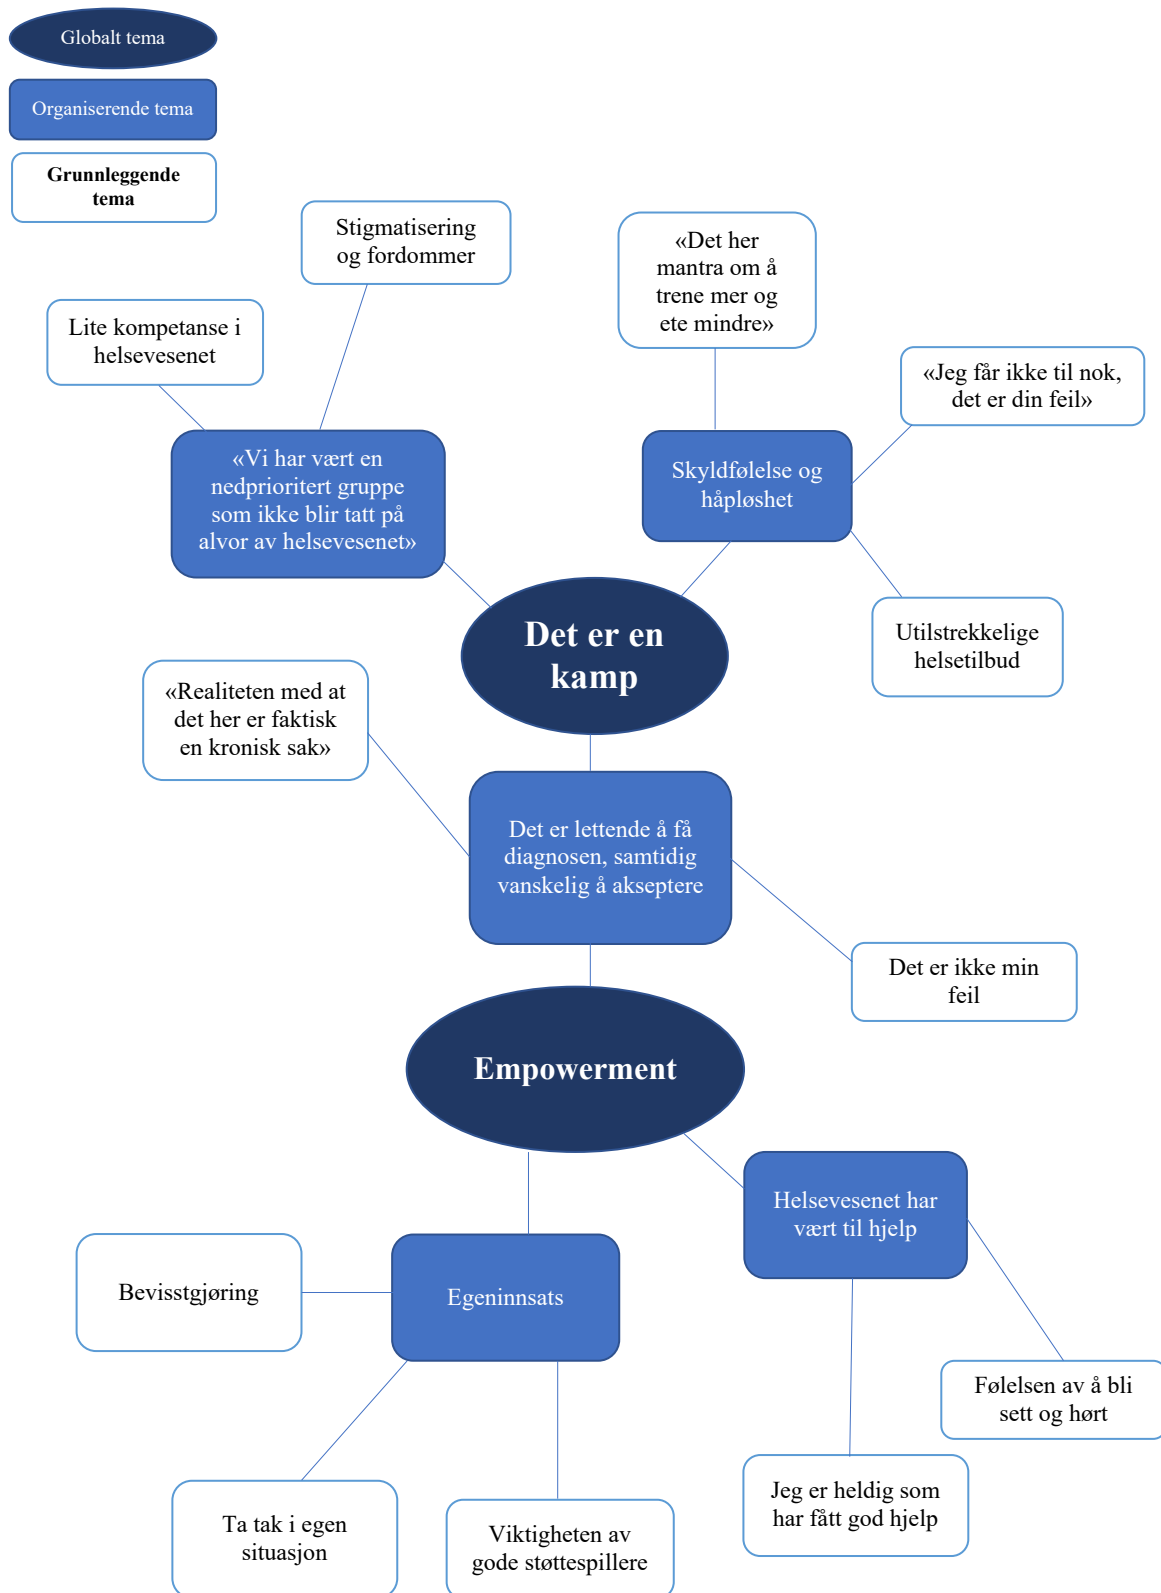 Globalt tema
Organiserende tema
Grunnleggende
tema
Stigmatisering
og fordommer
«Det her
mantra om å
trene mer og
ete mindre»
Lite kompetanse i
helsevesenet
«Jeg får ikke til nok,
det er din feil»
«Vi har vært en
nedprioritert gruppe
som ikke blir tatt på
alvor av helsevesenet»
Skyldfølelse og
håpløshet
Det er en
kamp
Utilstrekkelige
helsetilbud
«Realiteten med at
det her er faktisk
en kronisk sak»
Det er lettende å få
diagnosen, samtidig
vanskelig å akseptere
Det er ikke min
feil
Empowerment
Helsevesenet har
vært til hjelp
Bevisstgjøring
Egeninnsats
Følelsen av å bli
sett og hørt
Jeg er heldig som
har fått god hjelp
Ta tak i egen
situasjon
Viktigheten av
gode støttespillere